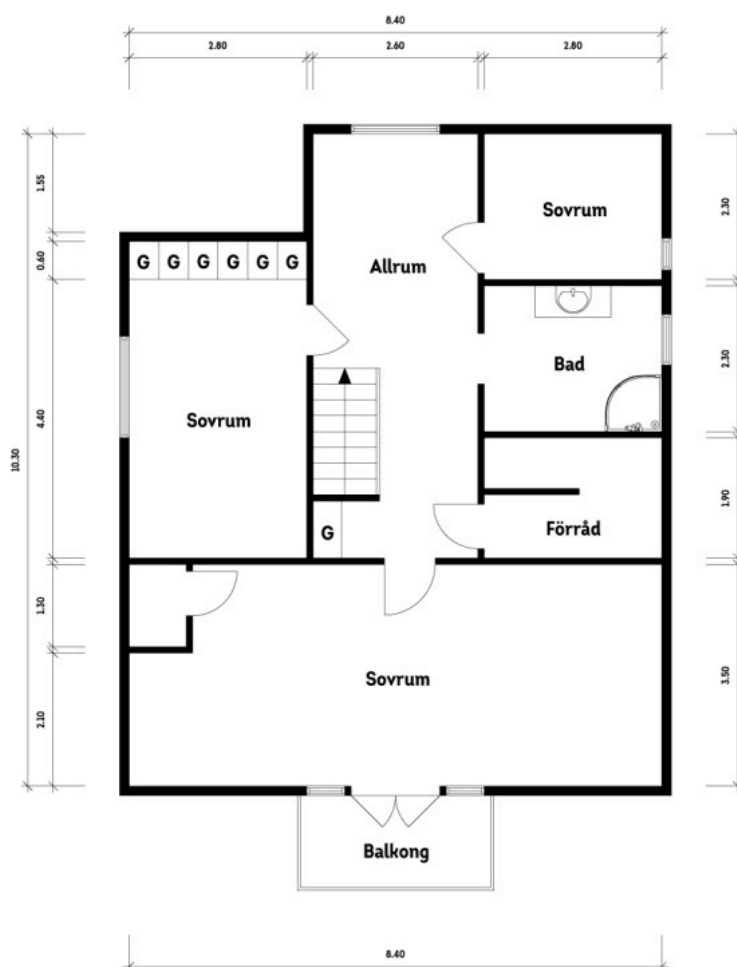 8.40
2.80
2.60
2.80
1.55
2.30
Sovrum
0.60
G G G G G G
Allrum
Bad
2.30
Sovrum
4.40
10.30
1.90
G
Förråd
1.30
Sovrum
3.50
2.10
Balkong
8.40